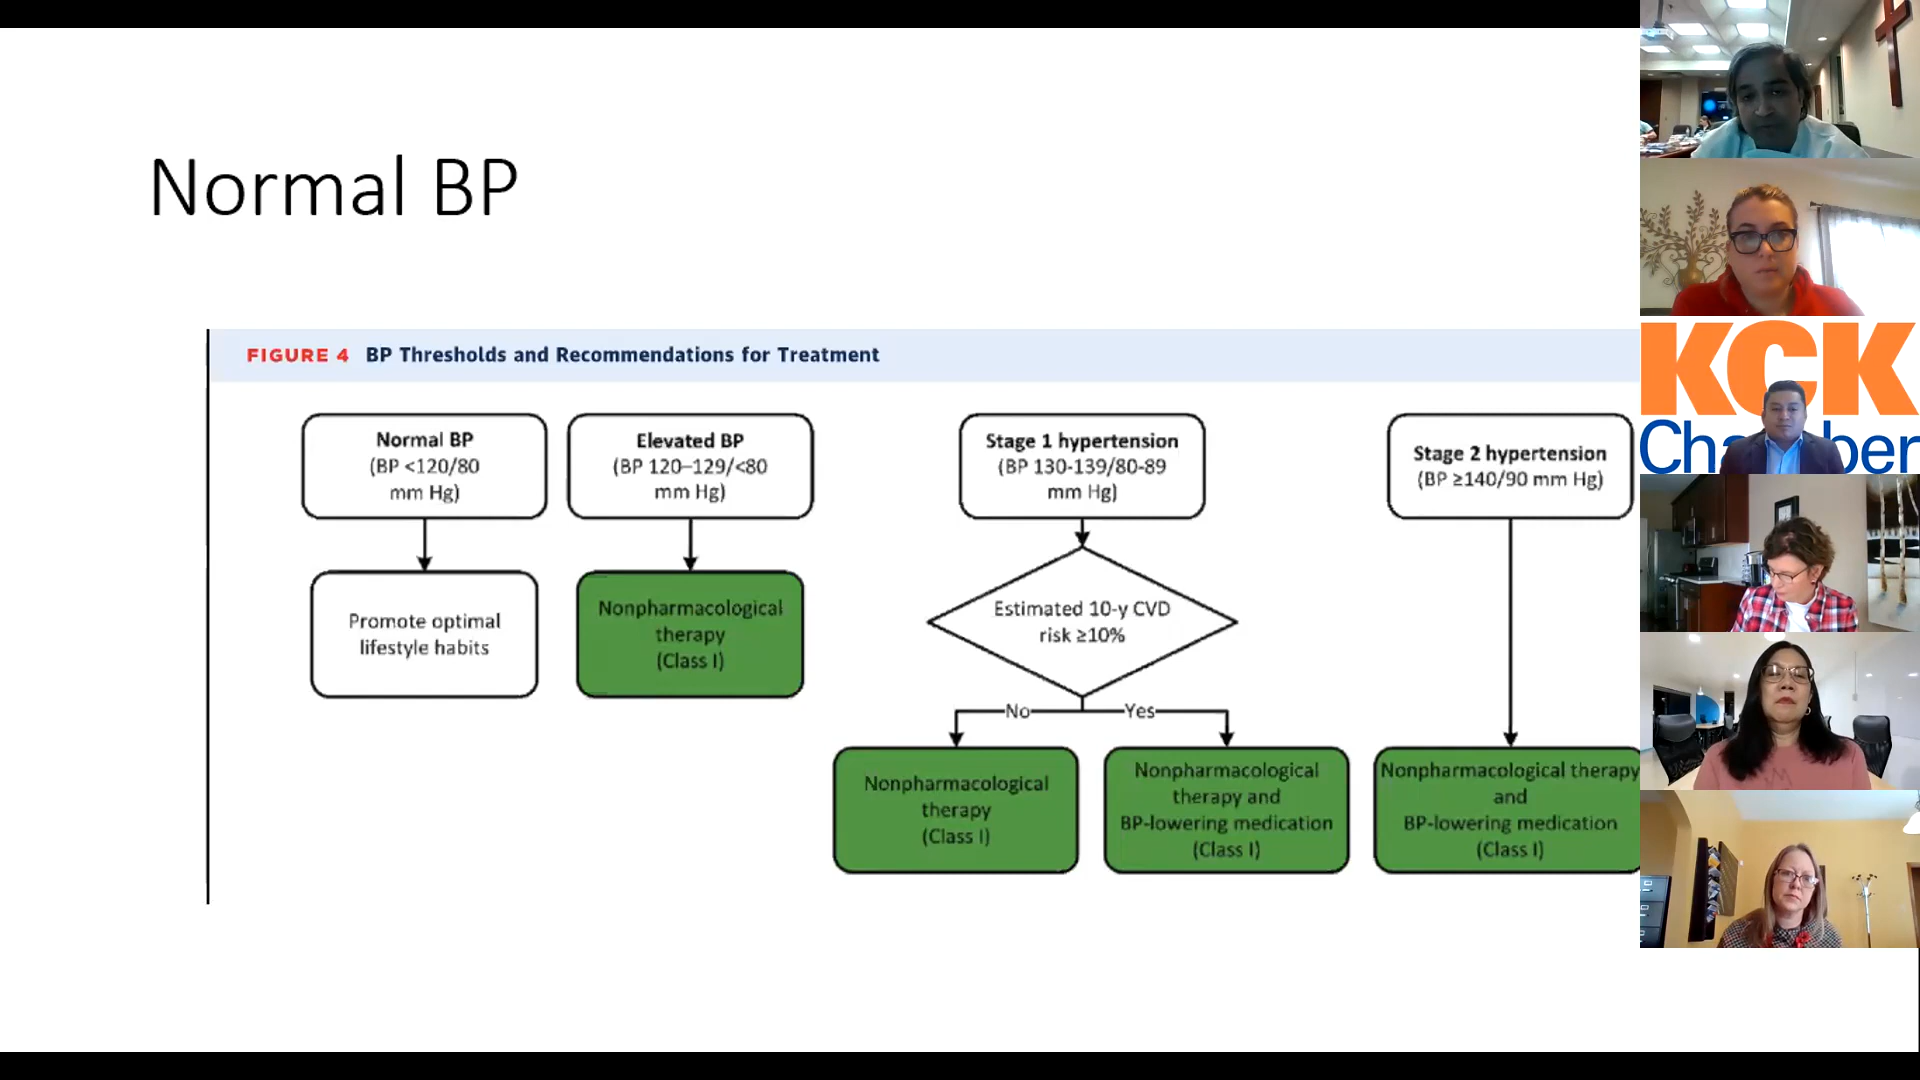 Normal BP
FIGURE 4 BP Thresholds and Recommendations for Treatment
Normal BP
(BP <120/80
mm Hg)
Elevated BP
(BP 120–129/<80
mm Hg)
Stage 1 hypertension
(BP 130-139/80-89
mm Hg)
Stage 2 hypertension
(BP ≥140/90 mm Hg)
Promote optimal
lifestyle habits
Nonpharmacological
therapy
(Class I)
Estimated 10-y CVD
risk ≥10%
No
Yes
Nonpharmacological
therapy
(Class I)
Nonpharmacological
therapy and
BP-lowering medication
(Class I)
Nonpharmacological therapy
and
BP-lowering medication
(Class I)
KCK
Ch ber